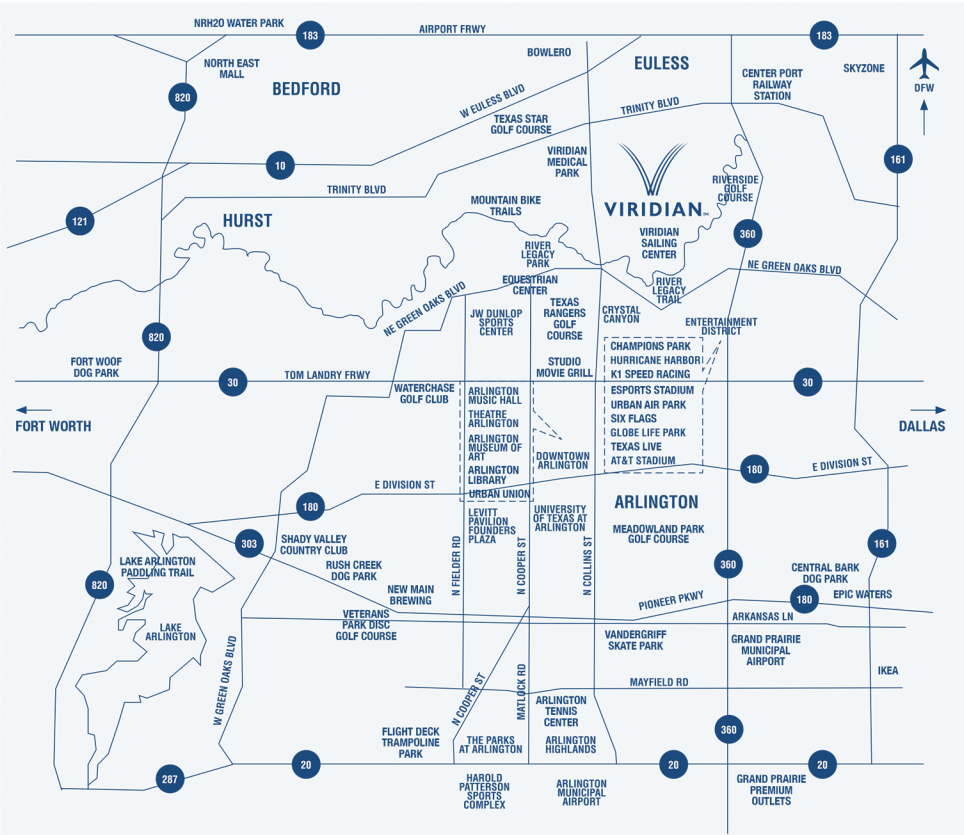 NRH2O WATER PARK
183
AIRPORT FRWY
183
BOWLERO
EULESS
NORTH EAST
MALL
BEDFORD
CENTER PORT
RAILWAY
STATION
SKYZONE
DFW
820
W EULESS BLVD
TRINITY BLVD
TEXAS STAR
GOLF COURSE
VIRIDIAN
MEDICAL
PARK
10
161
TRINITY BLVD
RIVERSIDE
GOLF
COURSE
VIRIDIAN™
121
HURST
MOUNTAIN BIKE
TRAILS
VIRIDIAN
SAILING
CENTER
360
RIVER
LEGACY
PARK
NE GREEN OAKS BLVD
EQUESTRIAN
CENTER
RIVER
LEGACY
TRAIL
NE GREEN OAKS BLVD
JW DUNLOP
SPORTS
CENTER
TEXAS
RANGERS
GOLF
COURSE
CRYSTAL
CANYON
ENTERTAINMENT
DISTRICT
820
CHAMPIONS PARK
HURRICANE HARBOR
K1 SPEED RACING
ESPORTS STADIUM
URBAN AIR PARK
SIX FLAGS
GLOBE LIFE PARK
TEXAS LIVE
AT&T STADIUM
FORT WOOF
DOG PARK
STUDIO
MOVIE GRILL
30
TOM LANDRY FRWY
30
WATERCHASE
GOLF CLUB
ARLINGTON
MUSIC HALL
THEATRE
ARLINGTON
ARLINGTON
MUSEUM OF
ART
ARLINGTON
LIBRARY
URBAN UNION
FORT WORTH
DALLAS
DOWNTOWN
ARLINGTON
180
E DIVISION ST
E DIVISION ST
180
ARLINGTON
LEVITT
PAVILION
FOUNDERS
PLAZA
UNIVERSITY
OF TEXAS AT
ARLINGTON
MEADOWLAND PARK
GOLF COURSE
303
SHADY VALLEY
COUNTRY CLUB
161
N FIELDER RD
N COOPER ST
N COLLINS ST
LAKE ARLINGTON
PADDLING TRAIL
RUSH CREEK
DOG PARK
360
CENTRAL BARK
DOG PARK
820
NEW MAIN
BREWING
PIONEER PKWY
180
EPIC WATERS
LAKE
ARLINGTON
VETERANS
PARK DISC
GOLF COURSE
ARKANSAS LN
VANDERGRIFF
SKATE PARK
GRAND PRAIRIE
MUNICIPAL
AIRPORT
IKEA
W GREEN OAKS BLVD
MAYFIELD RD
N COOPER ST
MATLOCK RD
ARLINGTON
TENNIS
CENTER
360
FLIGHT DECK
TRAMPOLINE
PARK
THE PARKS
AT ARLINGTON
ARLINGTON
HIGHLANDS
287
20
20
20
HAROLD
PATTERSON
SPORTS
COMPLEX
ARLINGTON
MUNICIPAL
AIRPORT
GRAND PRAIRIE
PREMIUM
OUTLETS